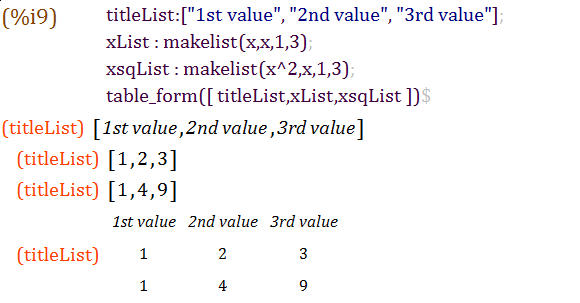 (%i9) titleList:["1st value", "2nd value", "3rd value"];
xList : makelist(x,x,1,3);
xsqList : makelist(x^2,x,1,3);
table_form([ titleList,xList,xsqList ])$
(titleList) [1st value,2nd value,3rd value]
(titleList) [1,2,3]
(titleList) [1,4,9]
1st value 2nd value 3rd value
(titleList) 1 2 3
1 4 9